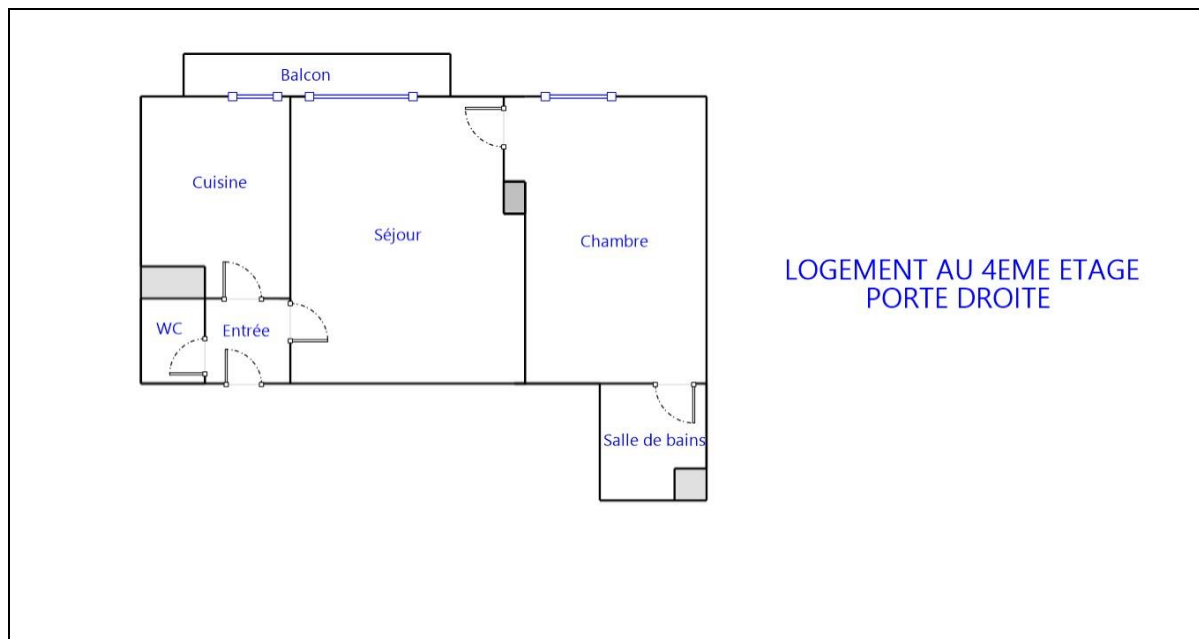 Balcon
Cuisine
Séjour
Chambre
LOGEMENT AU 4EME ETAGE
PORTE DROITE
WC
Entrée
Salle de bains